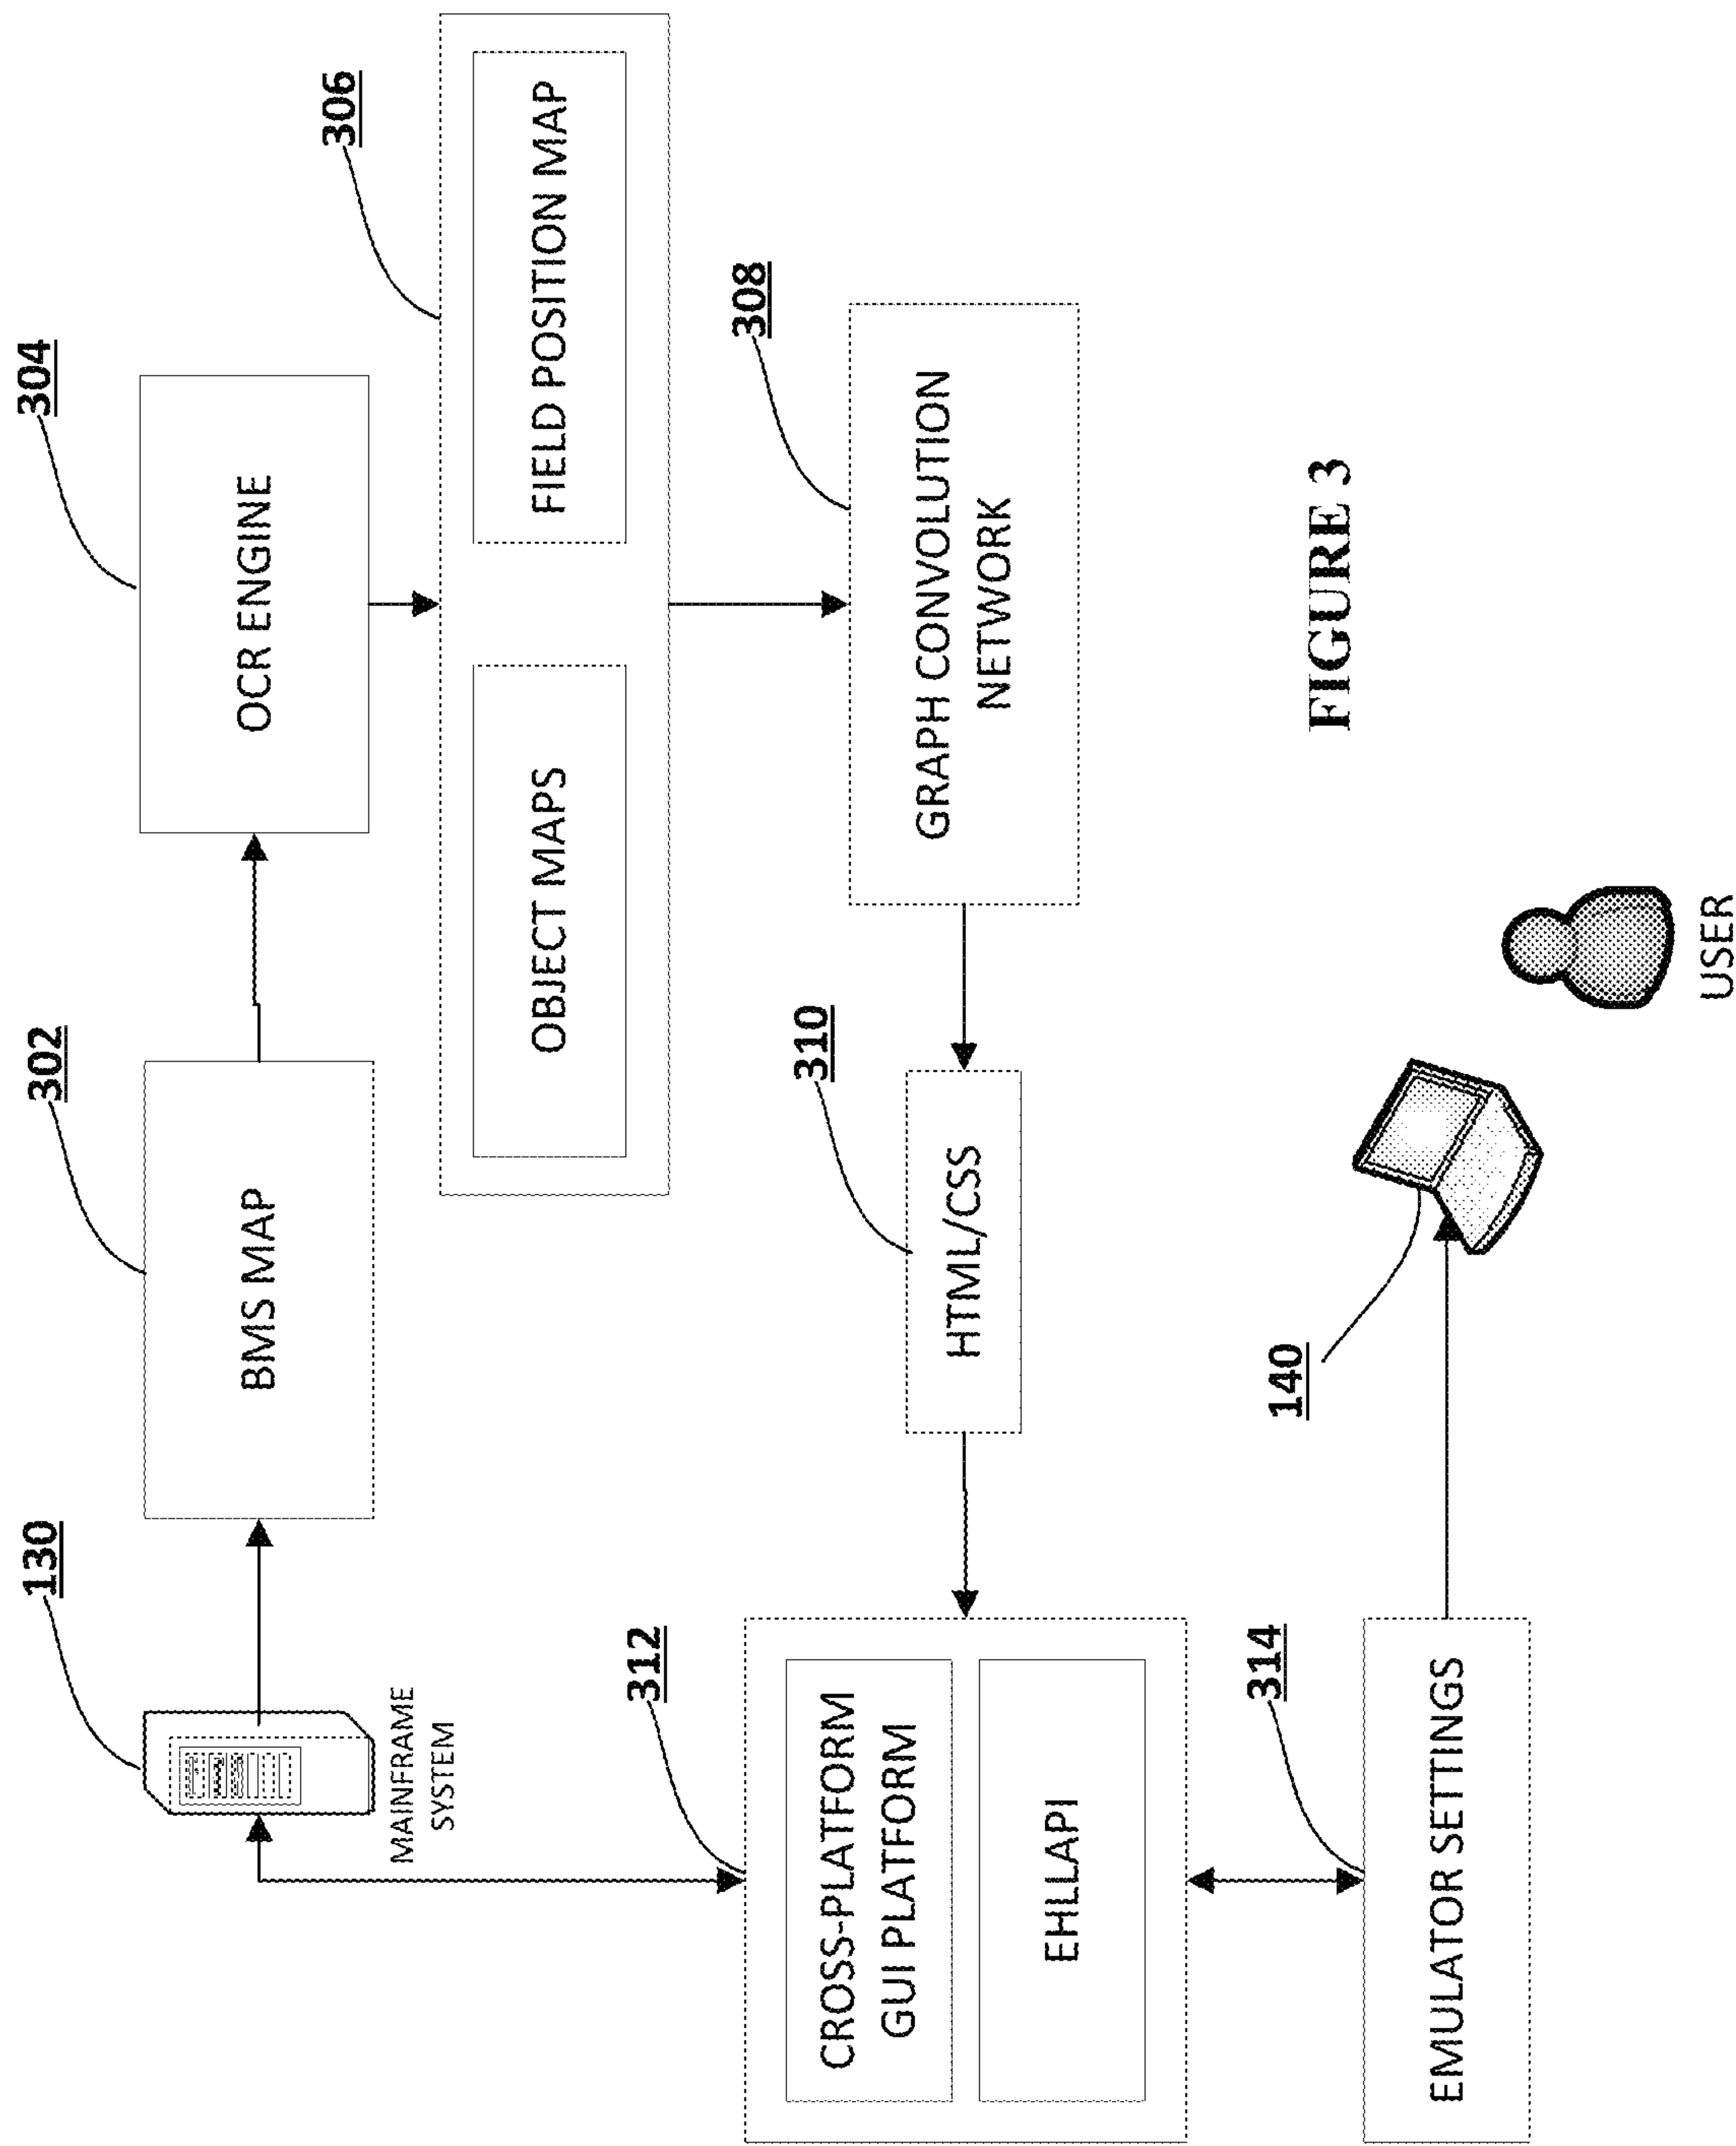 130
302
304
MAINFRAME
SYSTEM
BMS MAP
OCR ENGINE
306
OBJECT MAPS
FIELD POSITION MAP
312
310
308
CROSS-PLATFORM
GUI PLATFORM
EHLLAPI
HTML/CSS
GRAPH CONVOLUTION
NETWORK
314
EMULATOR SETTINGS
140
USER
FIGURE 3